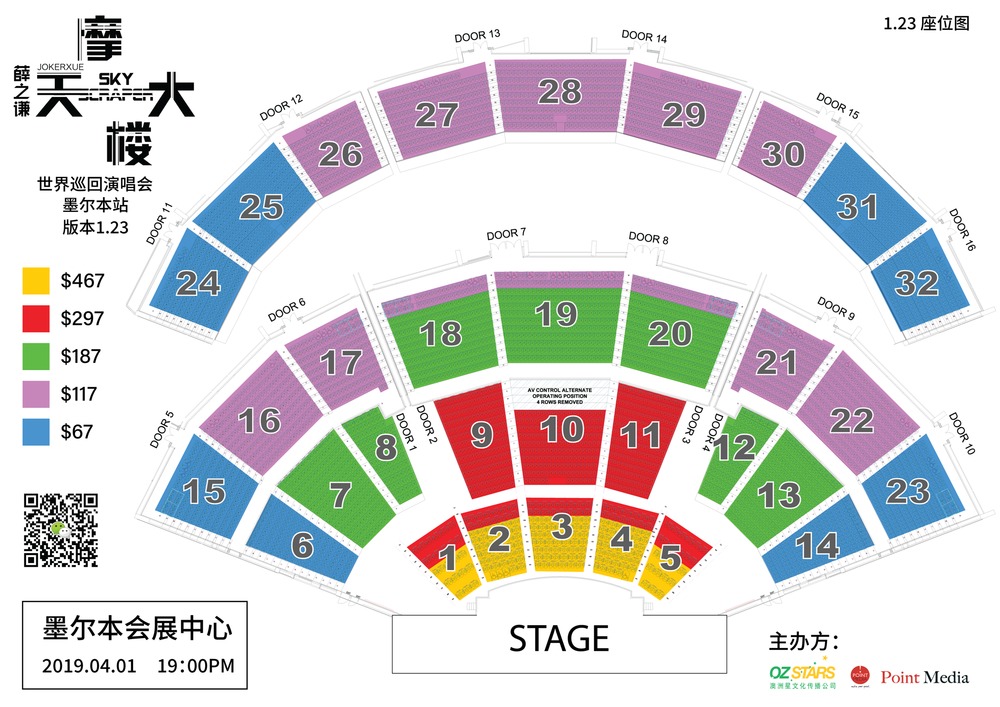 1.23 座位图
摩
JOKERXUE
薛之谦
天
SKY
SCRAPER
大
楼
世界巡回演唱会
墨尔本站
版本1.23
$467
$297
$187
$117
$67
DOOR 13
DOOR 14
DOOR 12
DOOR 15
DOOR 11
DOOR 16
24
25
26
27
28
29
30
31
32
DOOR 7
DOOR 8
DOOR 6
DOOR 9
DOOR 5
DOOR 10
15
16
17
18
19
20
21
22
23
AV CONTROL ALTERNATE
OPERATING POSITION
4 ROWS REMOVED
DOOR 1
DOOR 2
DOOR 3
DOOR 4
6
7
8
9
10
11
12
13
14
1
2
3
4
5
STAGE
墨尔本会展中心
2019.04.01 19:00PM
主办方:
OZ STARS
澳洲星文化传播公司
POINT
Point Media